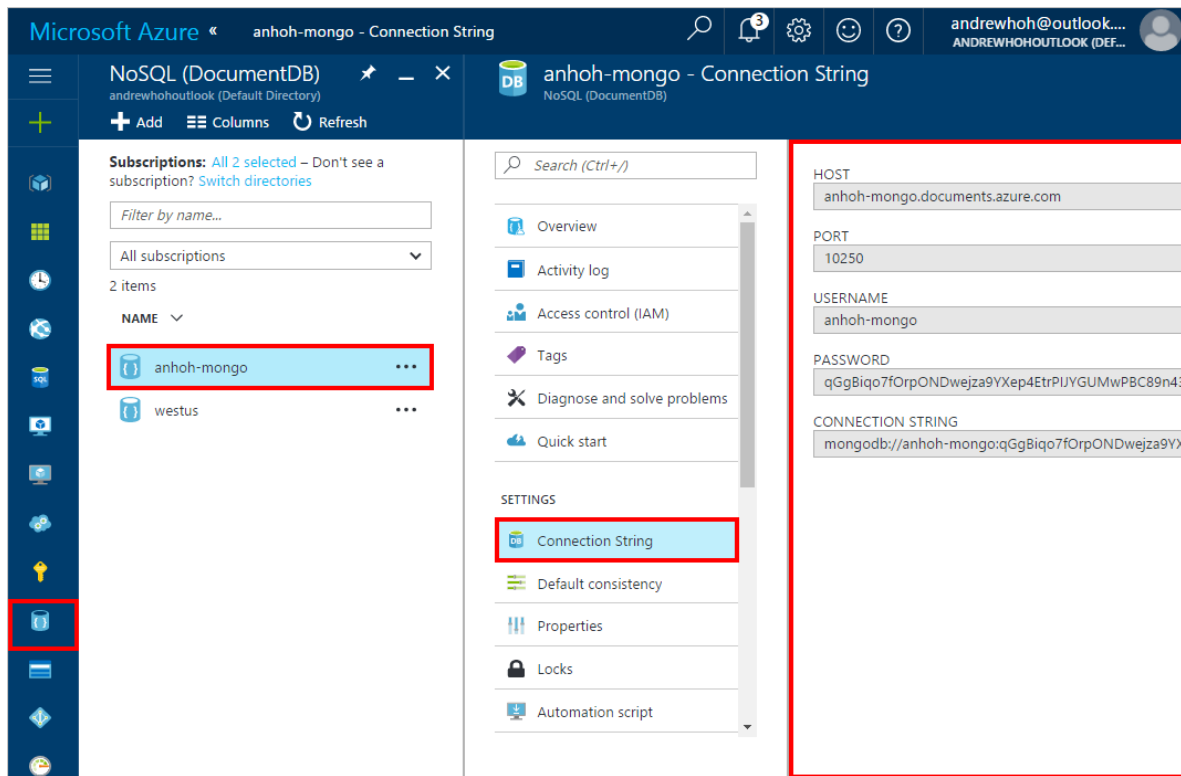 Microsoft Azure « anhoh-mongo - Connection String 3 andrewhoh@outlook....
ANDREWHOHOUTLOOK (DEF...
NoSQL (DocumentDB)
andrewhohoutlook (Default Directory)
Add Columns Refresh
Subscriptions: All 2 selected – Don't see a
subscription? Switch directories
Filter by name...
All subscriptions
2 items
NAME
anhoh-mongo ...
westus ...
anhoh-mongo - Connection String
NoSQL (DocumentDB)
Search (Ctrl+/)
Overview
Activity log
Access control (IAM)
Tags
Diagnose and solve problems
Quick start
SETTINGS
Connection String
Default consistency
Properties
Locks
Automation script
HOST
anhoh-mongo.documents.azure.com
PORT
10250
USERNAME
anhoh-mongo
PASSWORD
qGgBiqo7fOrpONDwejza9YXep4EtrPIJYGUMwPBC89n43
CONNECTION STRING
mongodb://anhoh-mongo:qGgBiqo7fOrpONDwejza9YX